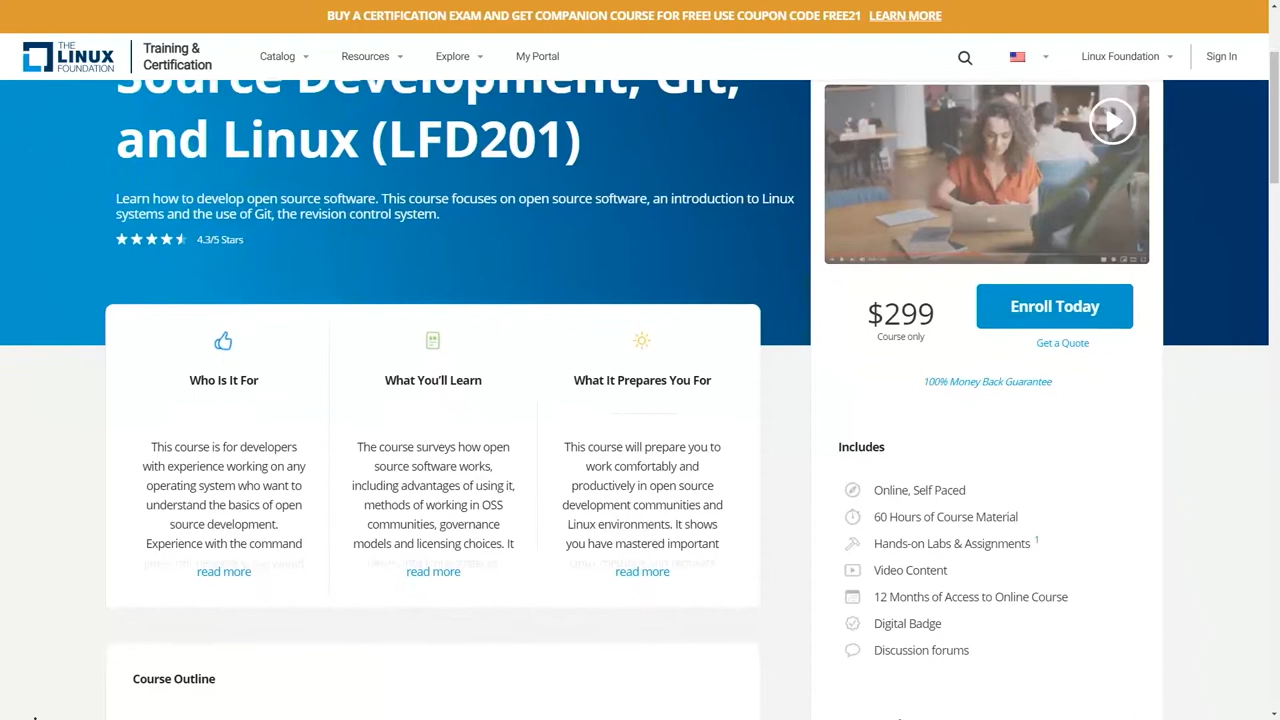 BUY A CERTIFICATION EXAM AND GET COMPANION COURSE FOR FREE! USE COUPON CODE FREE21 LEARN MORE
THE
LINUX
FOUNDATION
Training &
Certification
Catalog
Resources
Explore
My Portal
Linux Foundation
Sign In
Source Development, Git,
and Linux (LFD201)
Learn how to develop open source software. This course focuses on open source software, an introduction to Linux
systems and the use of Git, the revision control system.
4.3/5 Stars
Who Is It For
This course is for developers
with experience working on any
operating system who want to
understand the basics of open
source development.
Experience with the command
read more
What You'll Learn
The course surveys how open
source software works,
including advantages of using it,
methods of working in OSS
communities, governance
models and licensing choices. It
read more
What It Prepares You For
This course will prepare you to
work comfortably and
productively in open source
development communities and
Linux environments. It shows
you have mastered important
read more
Course Outline
$299
Course only
Enroll Today
Get a Quote
100% Money Back Guarantee
Includes
Online, Self Paced
60 Hours of Course Material
Hands-on Labs & Assignments 1
Video Content
12 Months of Access to Online Course
Digital Badge
Discussion forums